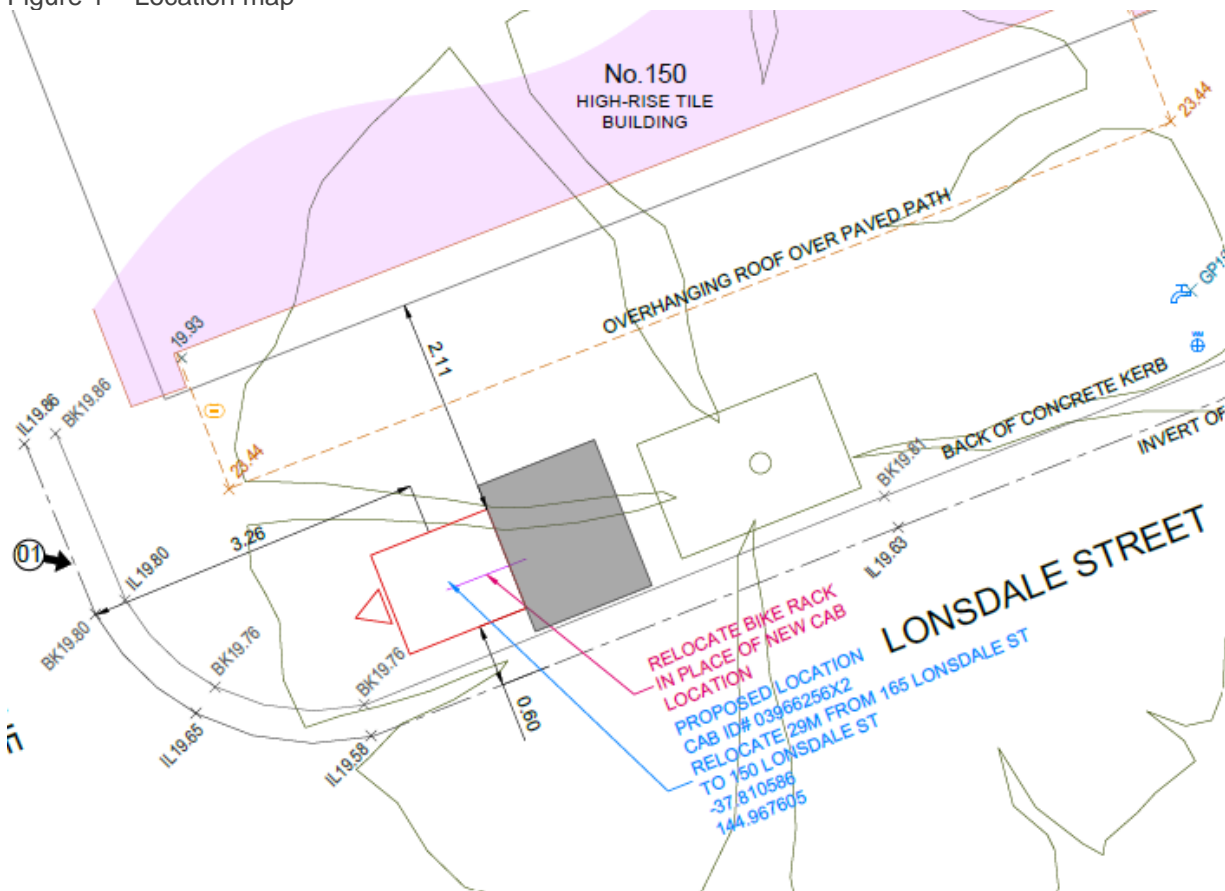 Figure 1 – Location map
No.150
HIGH-RISE TILE
BUILDING
23.44
OVERHANGING ROOF OVER PAVED PATH
19.93
2.11
BK19.86
IL19.86
23.44
BACK OF CONCRETE KERB
INVERT OF
BK19.81
IL19.63
01
3.26
IL19.80
BK19.80
BK19.76
BK19.76
IL19.65
IL19.58
0.60
LONSDALE STREET
RELOCATE BIKE RACK
IN PLACE OF NEW CAB
LOCATION
PROPOSED LOCATION
CAB ID# 03966256X2
RELOCATE 29M FROM 165 LONSDALE ST
TO 150 LONSDALE ST
-37.810586
144.967605